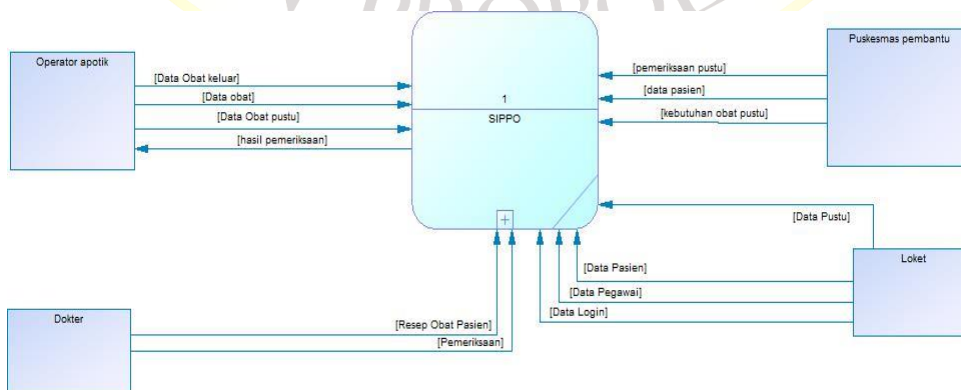 Operator apotik
[Data Obat keluar]
[Data obat]
[Data Obat pustu]
[hasil pemeriksaan]
1
SIPPO
Puskesmas pembantu
[pemeriksaan pustu]
[data pasien]
[kebutuhan obat pustu]
[Data Pustu]
Loket
[Data Pasien]
[Data Pegawai]
[Data Login]
Dokter
[Resep Obat Pasien]
[Pemeriksaan]